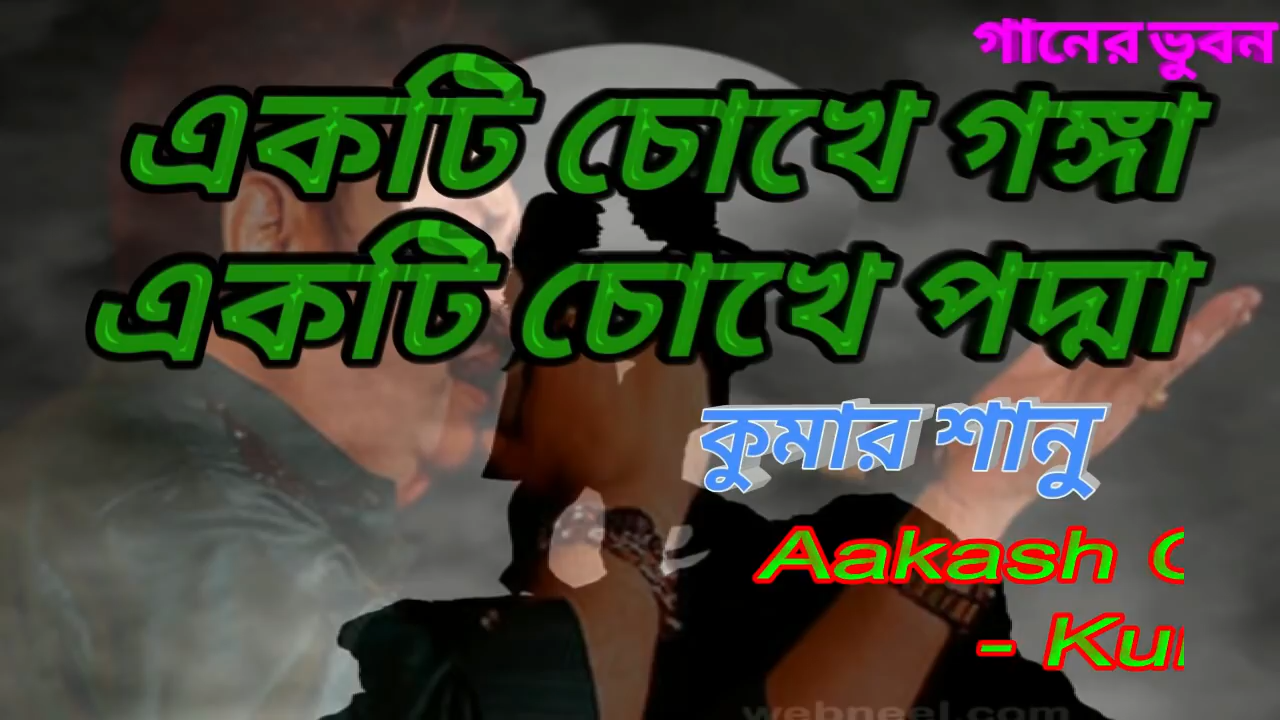 গানের ভুবন
একটি চোখে গঙ্গা
একটি চোখে পদ্মা
কুমার শানু
Aakash
-
webneel.com